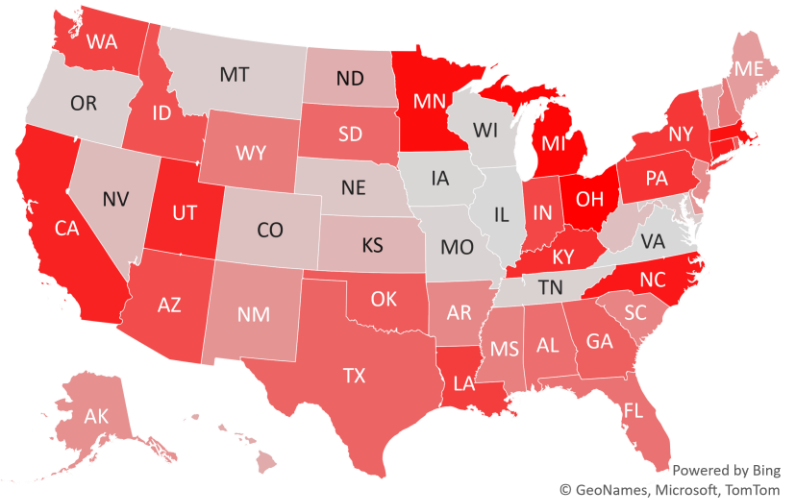 WA
MT
ND
MN
ME
OR
ID
SD
WI
MI
NY
WY
IA
PA
NE
IL
IN
OH
NV
UT
CO
KS
MO
KY
VA
CA
NC
TN
AZ
NM
OK
AR
SC
MS
AL
GA
TX
LA
AK
FL
Powered by Bing
© GeoNames, Microsoft, TomTom